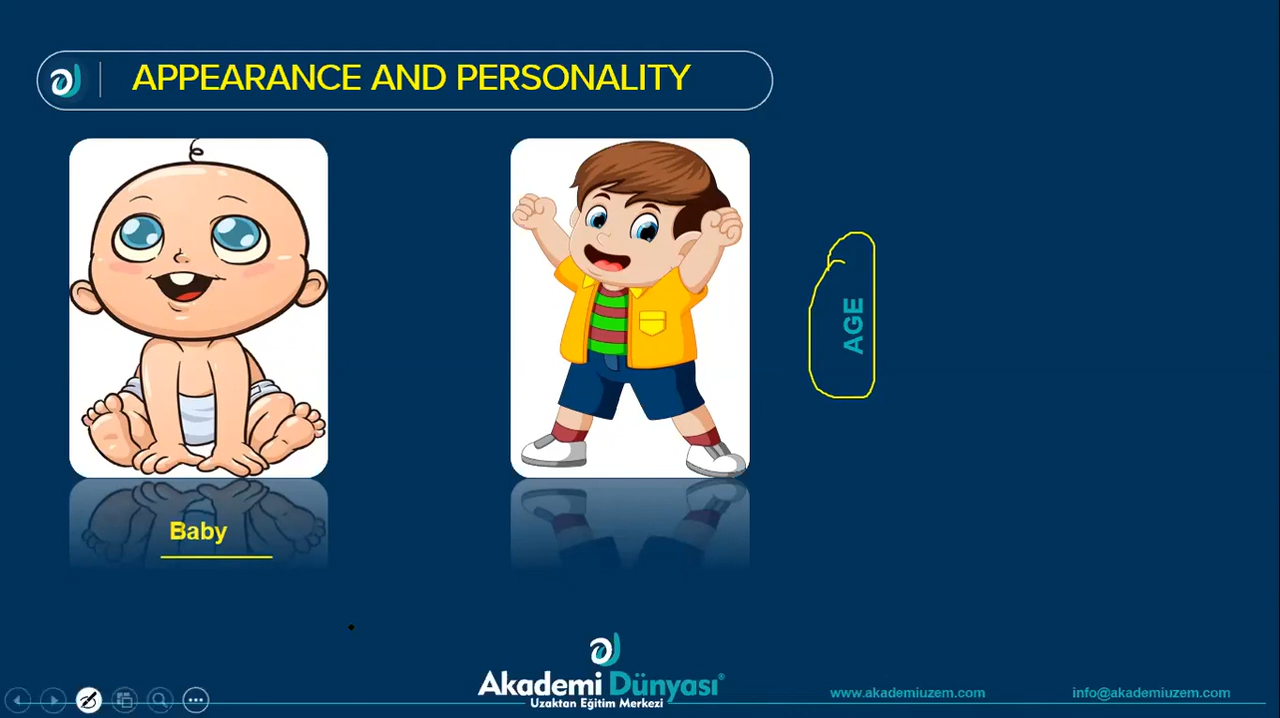 APPEARANCE AND PERSONALITY
AGE
Baby
Akademi Dünyası®
Uzaktan Eğitim Merkezi
www.akademiuzem.com
info@akademiuzem.com